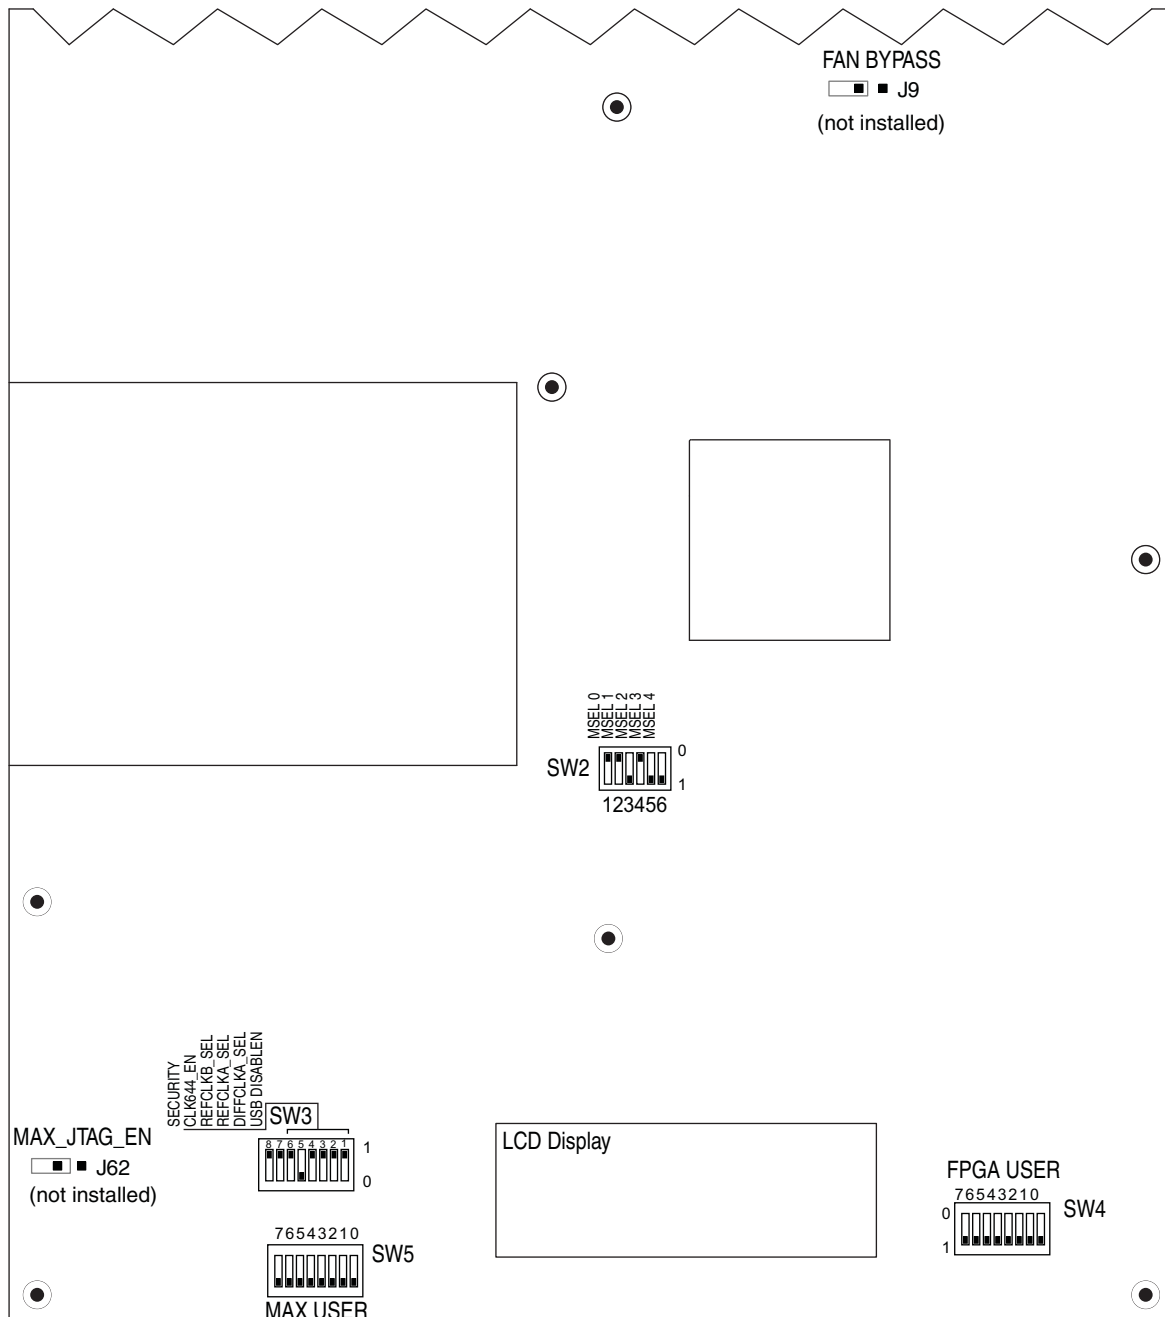 FAN BYPASS
J9
(not installed)
MSEL 0
MSEL 1
MSEL 2
MSEL 3
MSEL 4
SW2
0
1
123456
SECURITY
CLK644_EN
REFCLKB_SEL
REFCLKA_SEL
DIFFCLKA_SEL
USB DISABLEN
SW3
8 7 6 5 4 3 2 1
1
0
MAX_JTAG_EN
J62
(not installed)
LCD Display
FPGA USER
76543210
0
1
SW4
76543210
SW5
MAX USER